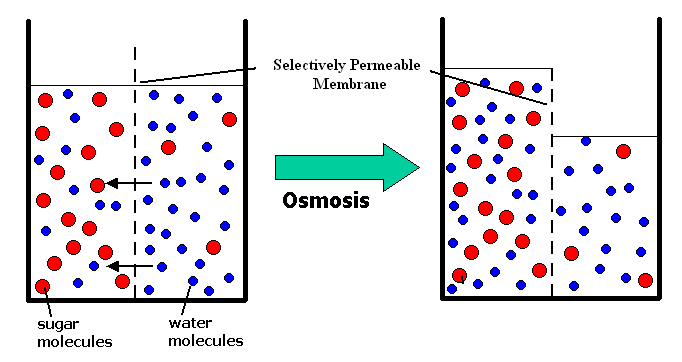 Selectively Permeable
Membrane
Osmosis
sugar
molecules
water
molecules